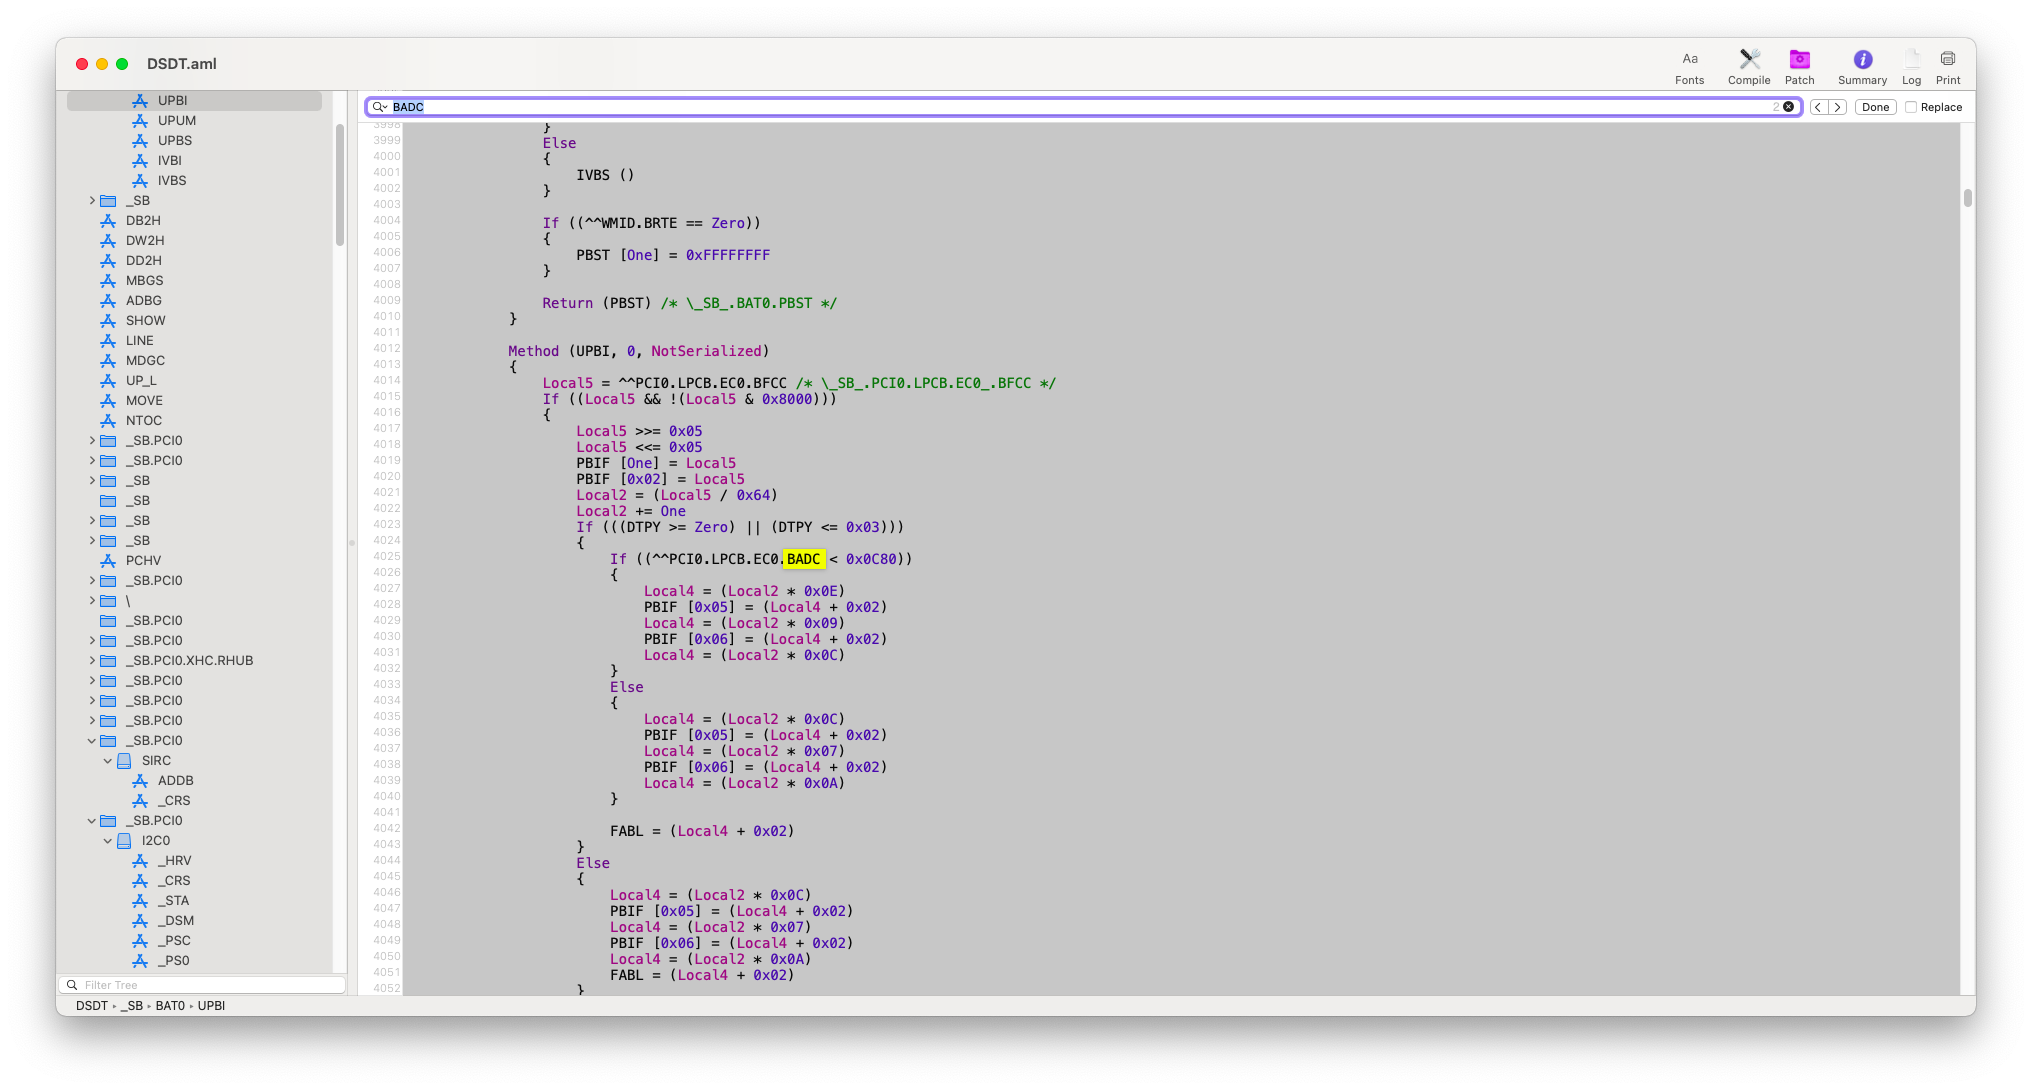 DSDT.aml
Aa
Fonts
Compile
Patch
Summary
Log
Print
UPBI
UPUM
UPBS
IVBI
IVBS
_SB
DB2H
DW2H
DD2H
MBGS
ADBG
SHOW
LINE
MDGC
UP_L
MOVE
NTOC
_SB.PCI0
_SB.PCI0
_SB
_SB
_SB
_SB
PCHV
_SB.PCI0
\
_SB.PCI0
_SB.PCI0
_SB.PCI0.XHC.RHUB
_SB.PCI0
_SB.PCI0
_SB.PCI0
_SB.PCI0
SIRC
ADDB
_CRS
_SB.PCI0
I2C0
_HRV
_CRS
_STA
_DSM
_PSC
_PS0
Filter Tree
BADC 2 Done Replace
3998 }
3999 Else
4000 {
4001 IVBS ()
4002 }
4003
4004 If ((^^WMID.BRTE == Zero))
4005 {
4006 PBST [One] = 0xFFFFFFFF
4007 }
4008
4009 Return (PBST) /* \_SB_.BAT0.PBST */
4010 }
4011
4012 Method (UPBI, 0, NotSerialized)
4013 {
4014 Local5 = ^^PCI0.LPCB.EC0.BFCC /* \_SB_.PCI0.LPCB.EC0_.BFCC */
4015 If ((Local5 && !(Local5 & 0x8000)))
4016 {
4017 Local5 >>= 0x05
4018 Local5 <<= 0x05
4019 PBIF [One] = Local5
4020 PBIF [0x02] = Local5
4021 Local2 = (Local5 / 0x64)
4022 Local2 += One
4023 If (((DTPY >= Zero) || (DTPY <= 0x03)))
4024 {
4025 If ((^^PCI0.LPCB.EC0.BADC < 0x0C80))
4026 {
4027 Local4 = (Local2 * 0x0E)
4028 PBIF [0x05] = (Local4 + 0x02)
4029 Local4 = (Local2 * 0x09)
4030 PBIF [0x06] = (Local4 + 0x02)
4031 Local4 = (Local2 * 0x0C)
4032 }
4033 Else
4034 {
4035 Local4 = (Local2 * 0x0C)
4036 PBIF [0x05] = (Local4 + 0x02)
4037 Local4 = (Local2 * 0x07)
4038 PBIF [0x06] = (Local4 + 0x02)
4039 Local4 = (Local2 * 0x0A)
4040 }
4041
4042 FABL = (Local4 + 0x02)
4043 }
4044 Else
4045 {
4046 Local4 = (Local2 * 0x0C)
4047 PBIF [0x05] = (Local4 + 0x02)
4048 Local4 = (Local2 * 0x07)
4049 PBIF [0x06] = (Local4 + 0x02)
4050 Local4 = (Local2 * 0x0A)
4051 FABL = (Local4 + 0x02)
4052 }
DSDT ▸ _SB ▸ BAT0 ▸ UPBI